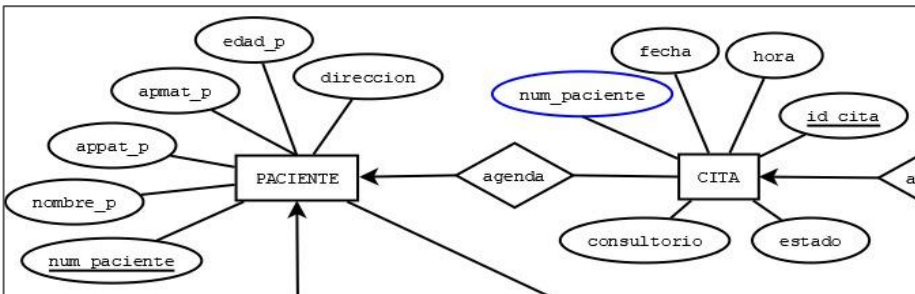 edad_p
fecha
hora
apmat_p
direccion
num_paciente
id_cita
appat_p
PACIENTE
agenda
CITA
a
nombre_p
consultorio
estado
num_paciente